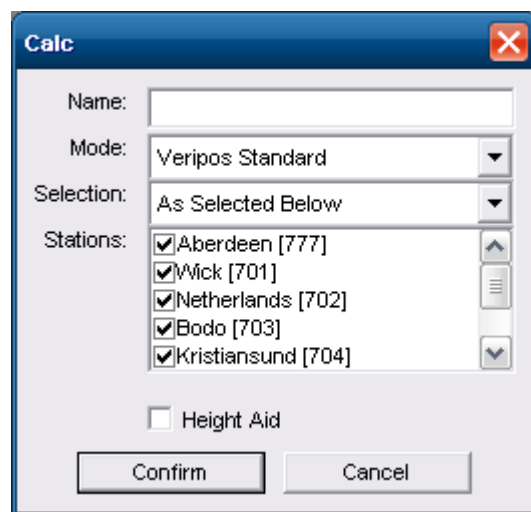 Calc
Name:
Mode: Veripos Standard
Selection: As Selected Below
Stations: Aberdeen [777]
Wick [701]
Netherlands [702]
Bodo [703]
Kristiansund [704]
Height Aid
Confirm Cancel